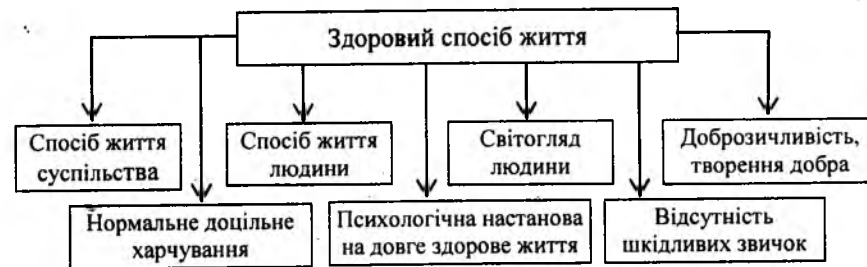 Здоровий спосіб життя
Спосіб життя
суспільства
Спосіб життя
людини
Світогляд
людини
Доброзичливість,
творення добра
Нормальне доцільне
харчування
Психологічна настанова
на довге здорове життя
Відсутність
шкідливих звичок